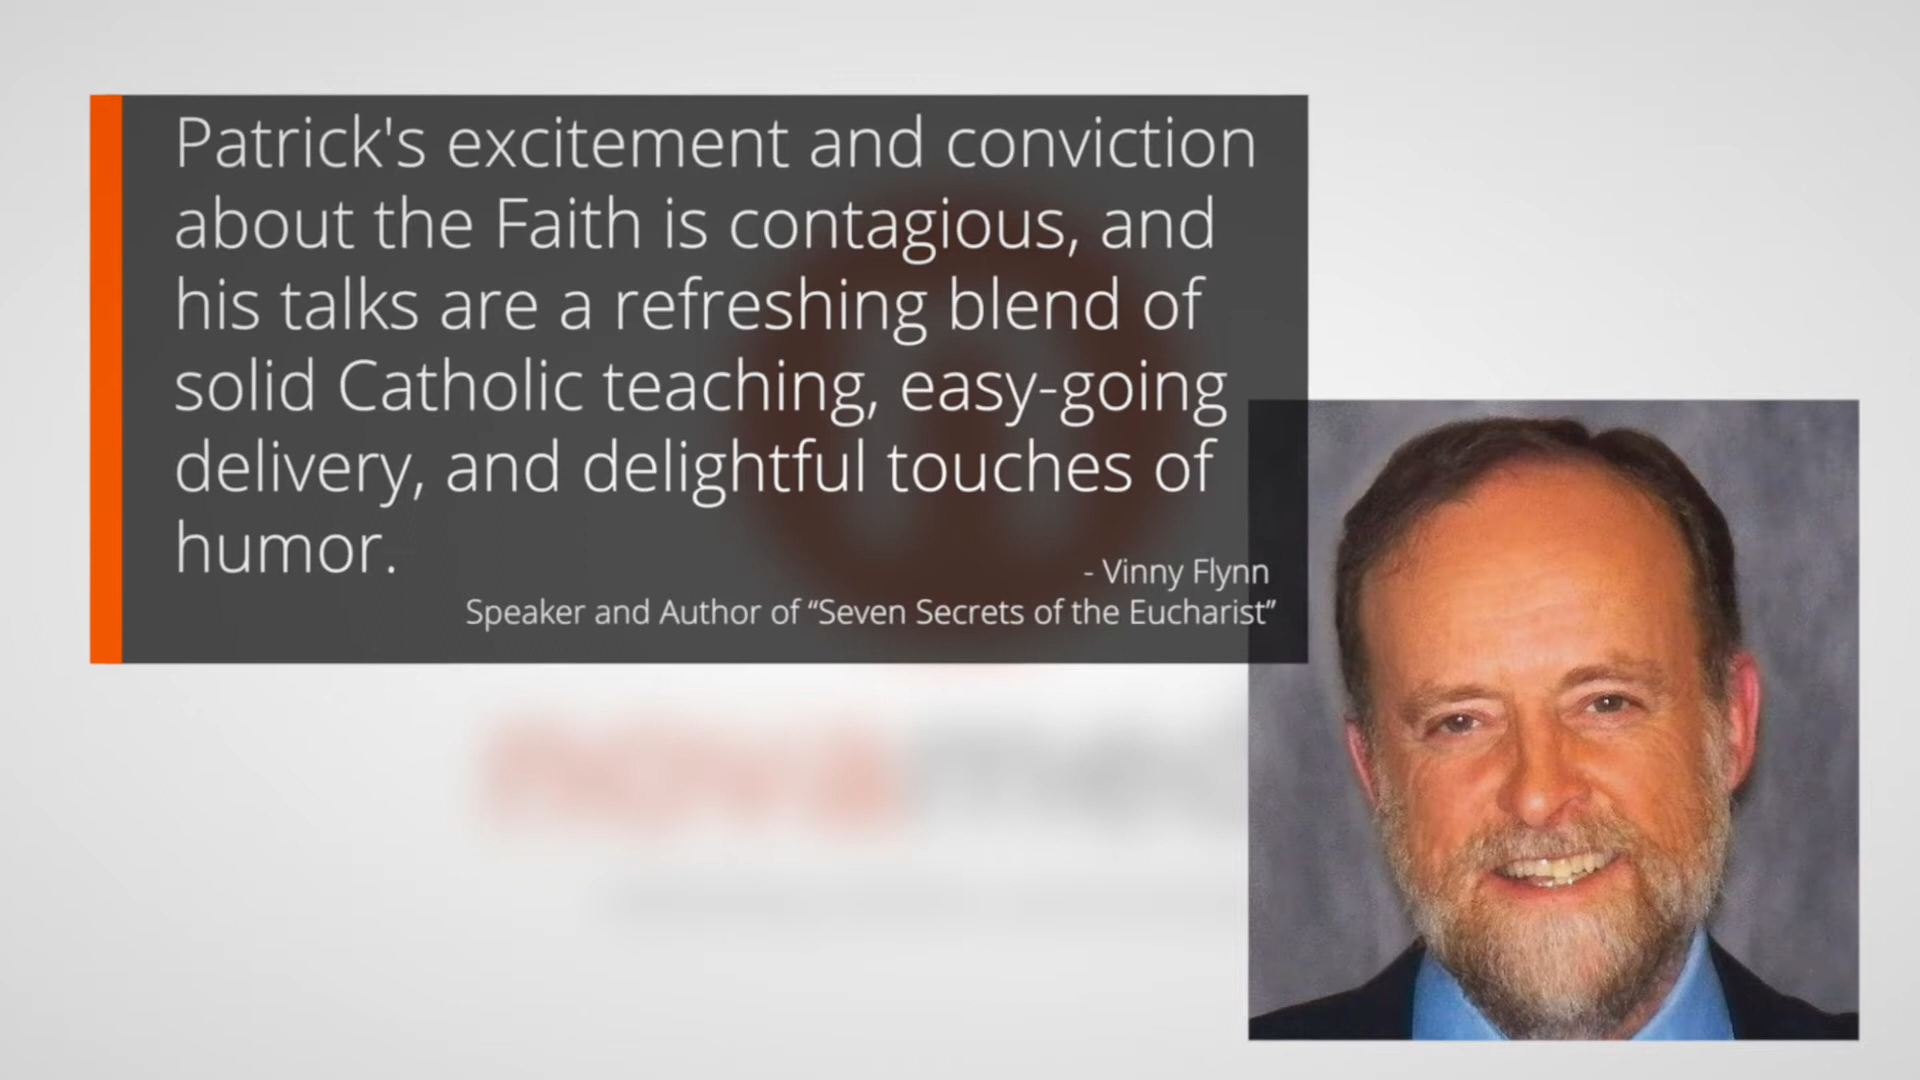 Patrick's excitement and conviction
about the Faith is contagious, and
his talks are a refreshing blend of
solid Catholic teaching, easy-going
delivery, and delightful touches of
humor.
- Vinny Flynn
Speaker and Author of “Seven Secrets of the Eucharist”